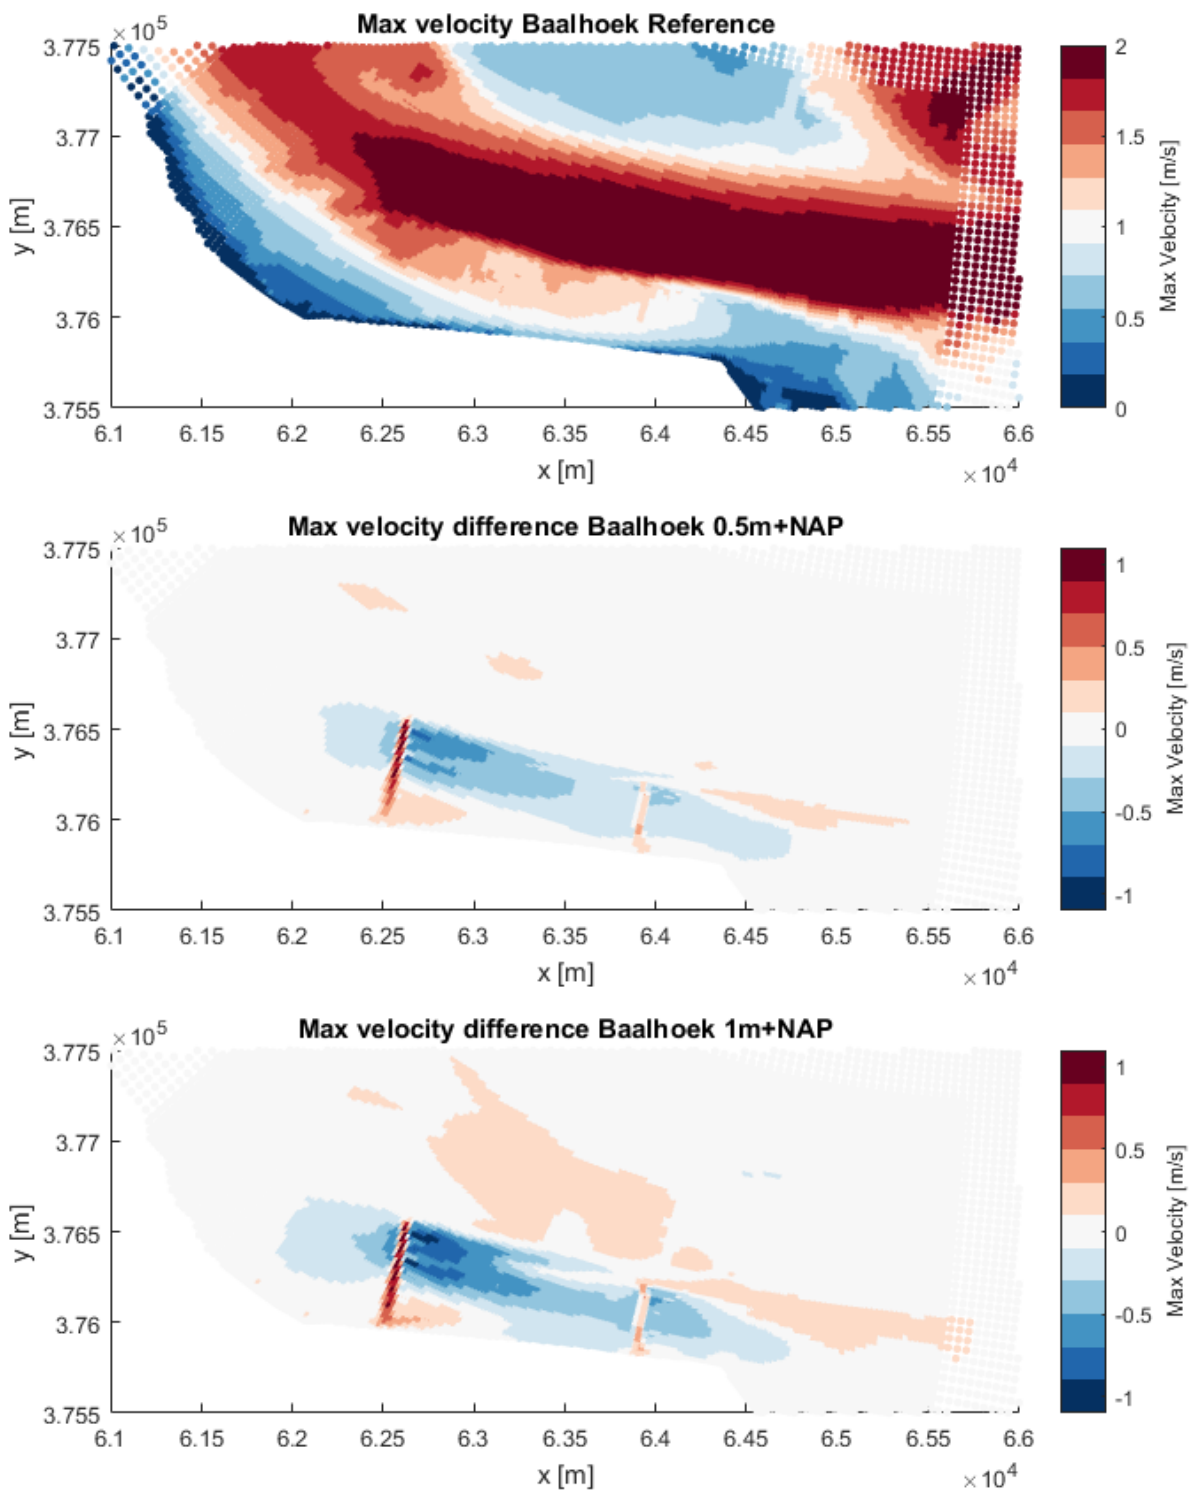 Max velocity Baalhoek Reference
×10^5
3.775
3.77
3.765
3.76
3.755
y [m]
6.1 6.15 6.2 6.25 6.3 6.35 6.4 6.45 6.5 6.55 6.6
x [m]
×10^4
2
1.5
1
0.5
0
Max Velocity [m/s]
Max velocity difference Baalhoek 0.5m+NAP
×10^5
3.775
3.77
3.765
3.76
3.755
y [m]
6.1 6.15 6.2 6.25 6.3 6.35 6.4 6.45 6.5 6.55 6.6
x [m]
×10^4
1
0.5
0
-0.5
-1
Max Velocity [m/s]
Max velocity difference Baalhoek 1m+NAP
×10^5
3.775
3.77
3.765
3.76
3.755
y [m]
6.1 6.15 6.2 6.25 6.3 6.35 6.4 6.45 6.5 6.55 6.6
x [m]
×10^4
1
0.5
0
-0.5
-1
Max Velocity [m/s]